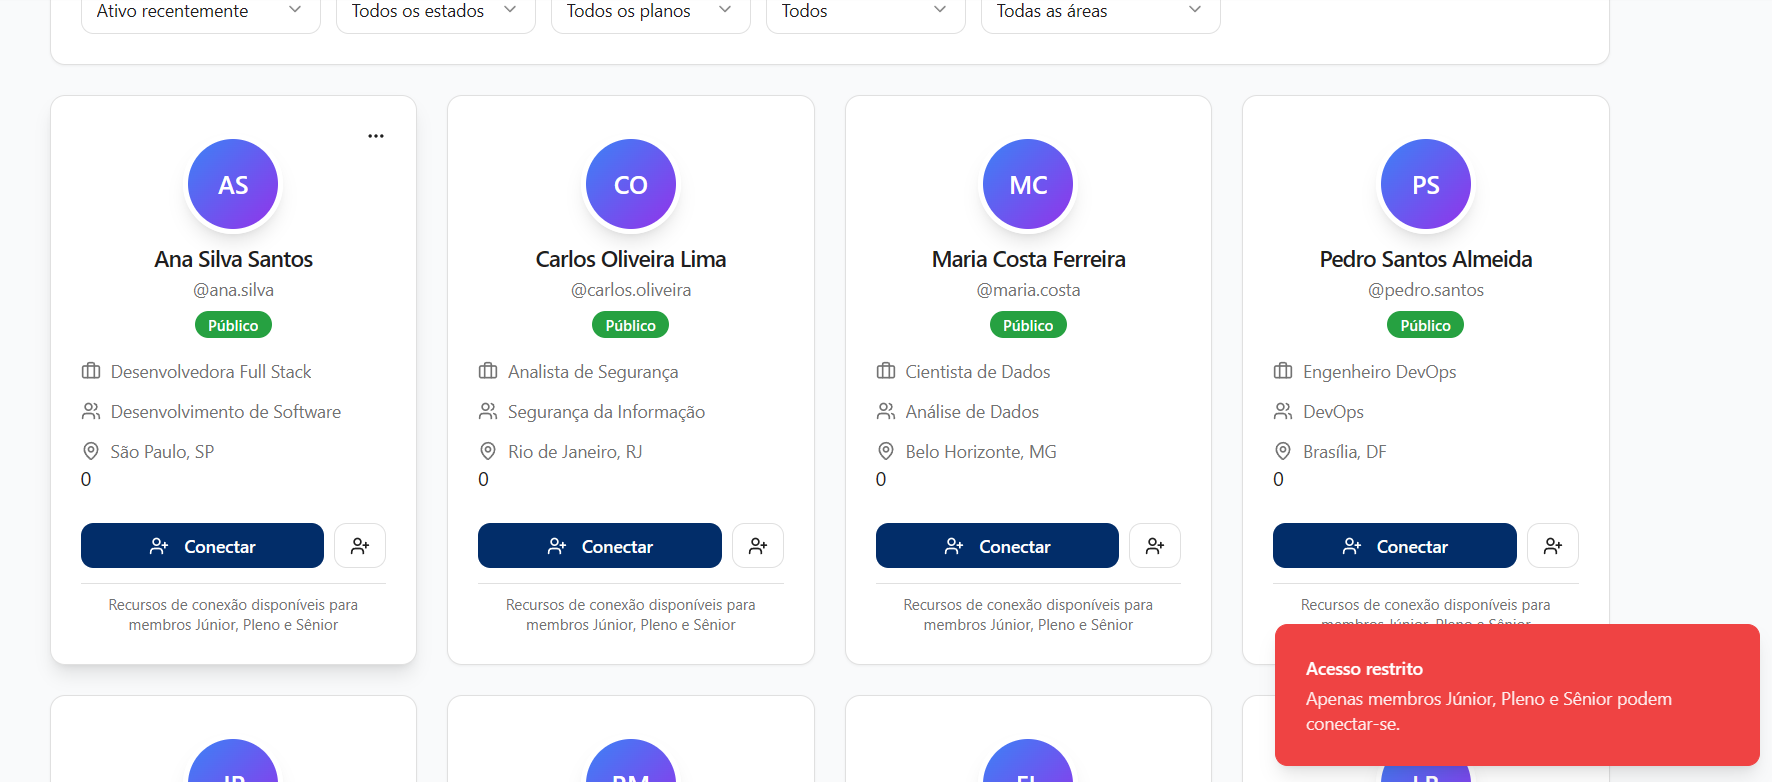 Ativo recentemente
Todos os estados
Todos os planos
Todos
Todas as áreas
AS
Ana Silva Santos
@ana.silva
Público
Desenvolvedora Full Stack
Desenvolvimento de Software
São Paulo, SP
0
Conectar
Recursos de conexão disponíveis para
membros Júnior, Pleno e Sênior
CO
Carlos Oliveira Lima
@carlos.oliveira
Público
Analista de Segurança
Segurança da Informação
Rio de Janeiro, RJ
0
Conectar
Recursos de conexão disponíveis para
membros Júnior, Pleno e Sênior
MC
Maria Costa Ferreira
@maria.costa
Público
Cientista de Dados
Análise de Dados
Belo Horizonte, MG
0
Conectar
Recursos de conexão disponíveis para
membros Júnior, Pleno e Sênior
PS
Pedro Santos Almeida
@pedro.santos
Público
Engenheiro DevOps
DevOps
Brasília, DF
0
Conectar
Recursos de conexão disponíveis para
membros Júnior, Pleno e Sênior
Acesso restrito
Apenas membros Júnior, Pleno e Sênior podem
conectar-se.